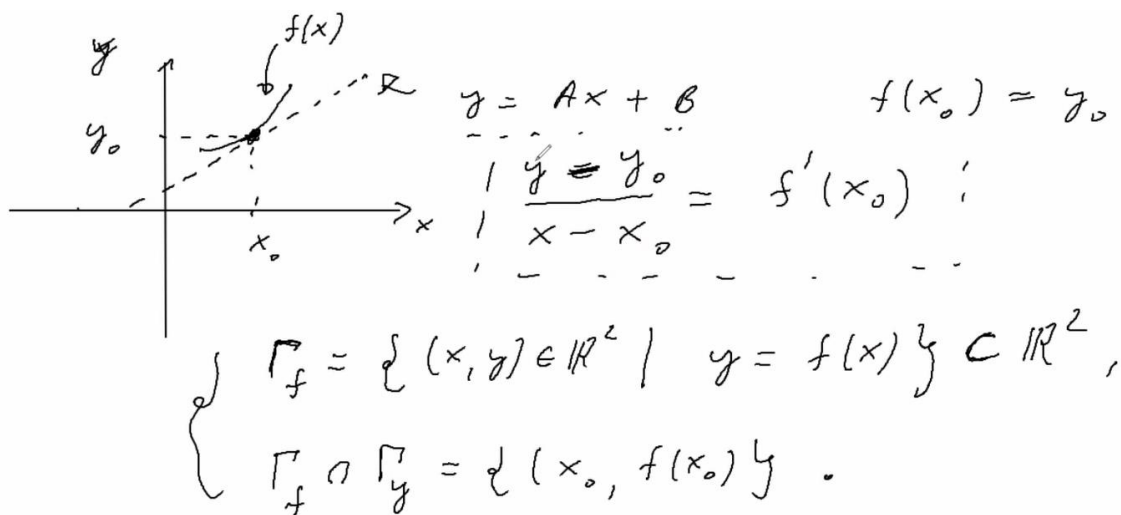 y
f(x)
y₀
x₀
x
y = Ax + B
f(x₀) = y₀
(y - y₀)/(x - x₀) = f'(x₀)
Γ_f = { (x, y) ∈ ℝ² | y = f(x) } ⊂ ℝ²,
Γ_f ∩ Γ_y = { (x₀, f(x₀) } .